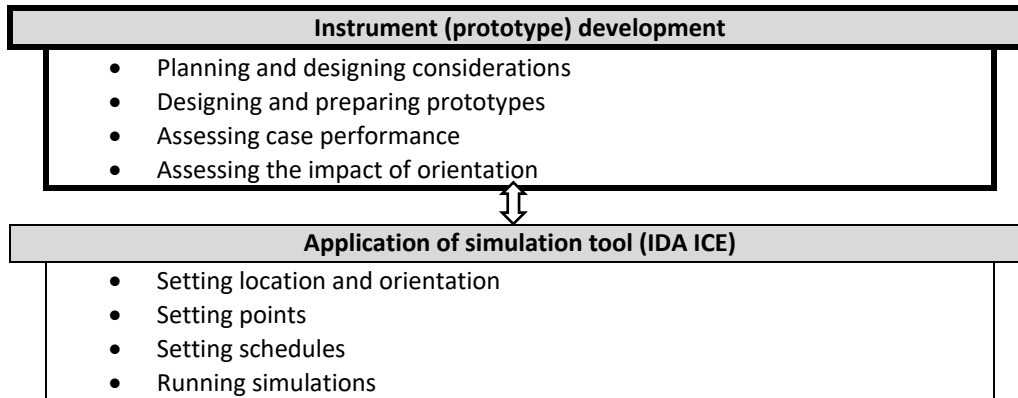 Instrument (prototype) development
• Planning and designing considerations
• Designing and preparing prototypes
• Assessing case performance
• Assessing the impact of orientation
Application of simulation tool (IDA ICE)
• Setting location and orientation
• Setting points
• Setting schedules
• Running simulations